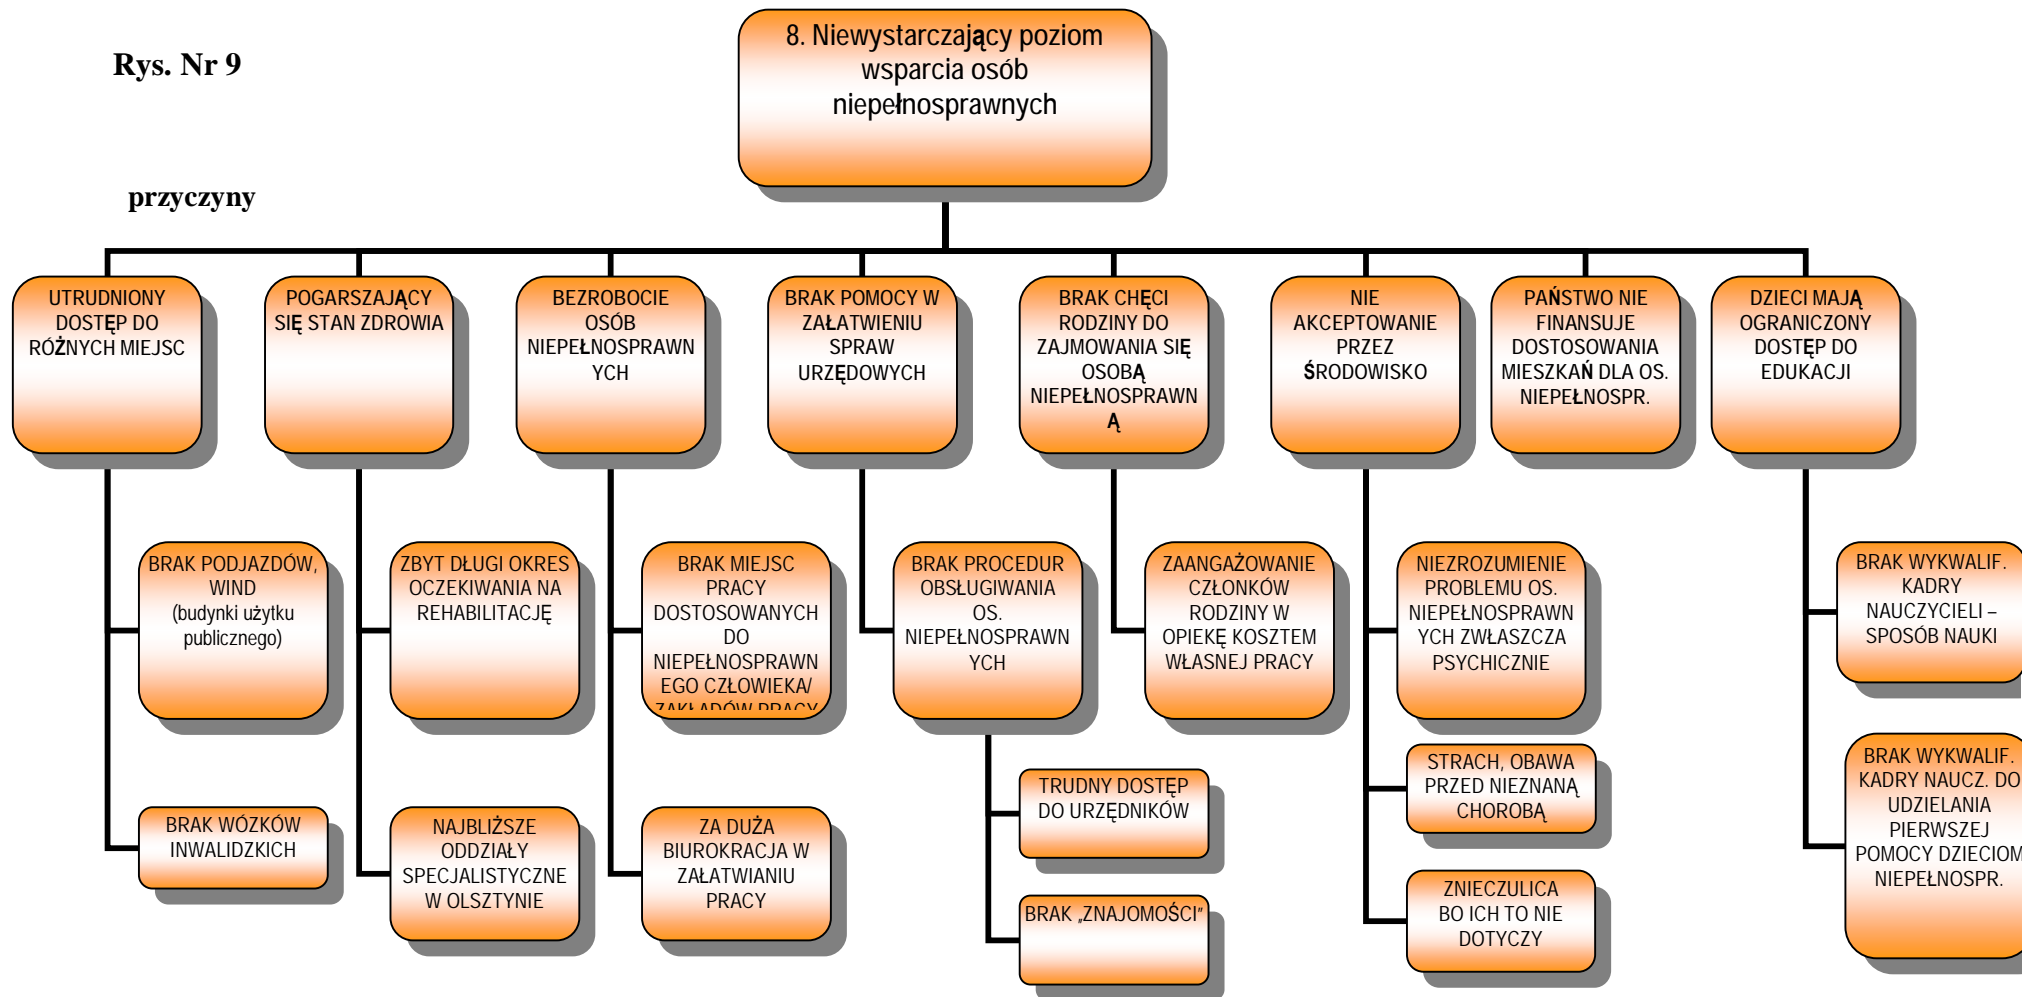 8. Niewystarczający poziom
wsparcia osób
niepełnosprawnych
Rys. Nr 9
przyczyny
UTRUDNIONY
DOSTĘP DO
RÓŻNYCH MIEJSC
POGARSZAJĄCY
SIĘ STAN ZDROWIA
BEZROBOCIE
OSÓB
NIEPEŁNOSPRAWN
YCH
BRAK POMOCY W
ZAŁATWIENIU
SPRAW
URZĘDOWYCH
BRAK CHĘCI
RODZINY DO
ZAJMOWANIA SIĘ
OSOBĄ
NIEPEŁNOSPRAWN
Ą
NIE
AKCEPTOWANIE
PRZEZ
ŚRODOWISKO
PAŃSTWO NIE
FINANSUJE
DOSTOSOWANIA
MIESZKAŃ DLA OS.
NIEPEŁNOSPR.
DZIECI MAJĄ
OGRANICZONY
DOSTĘP DO
EDUKACJI
BRAK PODJAZDÓW,
WIND
(budynki użytku
publicznego)
ZBYT DŁUGI OKRES
OCZEKIWANIA NA
REHABILITACJĘ
BRAK MIEJSC
PRACY
DOSTOSOWANYCH
DO
NIEPEŁNOSPRAWN
EGO CZŁOWIEKA/
ZAKŁADÓW PRACY
BRAK PROCEDUR
OBSŁUGIWANIA
OS.
NIEPEŁNOSPRAWN
YCH
ZAANGAŻOWANIE
CZŁONKÓW
RODZINY W
OPIEKĘ KOSZTEM
WŁASNEJ PRACY
NIEZROZUMIENIE
PROBLEMU OS.
NIEPEŁNOSPRAWN
YCH ZWŁASZCZA
PSYCHICZNIE
BRAK WYKWALIF.
KADRY
NAUCZYCIELI –
SPOSÓB NAUKI
BRAK WÓZKÓW
INWALIDZKICH
NAJBLIŻSZE
ODDZIAŁY
SPECJALISTYCZNE
W OLSZTYNIE
ZA DUŻA
BIUROKRACJA W
ZAŁATWIANIU
PRACY
TRUDNY DOSTĘP
DO URZĘDNIKÓW
BRAK „ZNAJOMOŚCI”
STRACH, OBAWA
PRZED NIEZNANĄ
CHOROBĄ
ZNIECZULICA
BO ICH TO NIE
DOTYCZY
BRAK WYKWALIF.
KADRY NAUCZ. DO
UDZIELANIA
PIERWSZEJ
POMOCY DZIECIOM
NIEPEŁNOSPR.